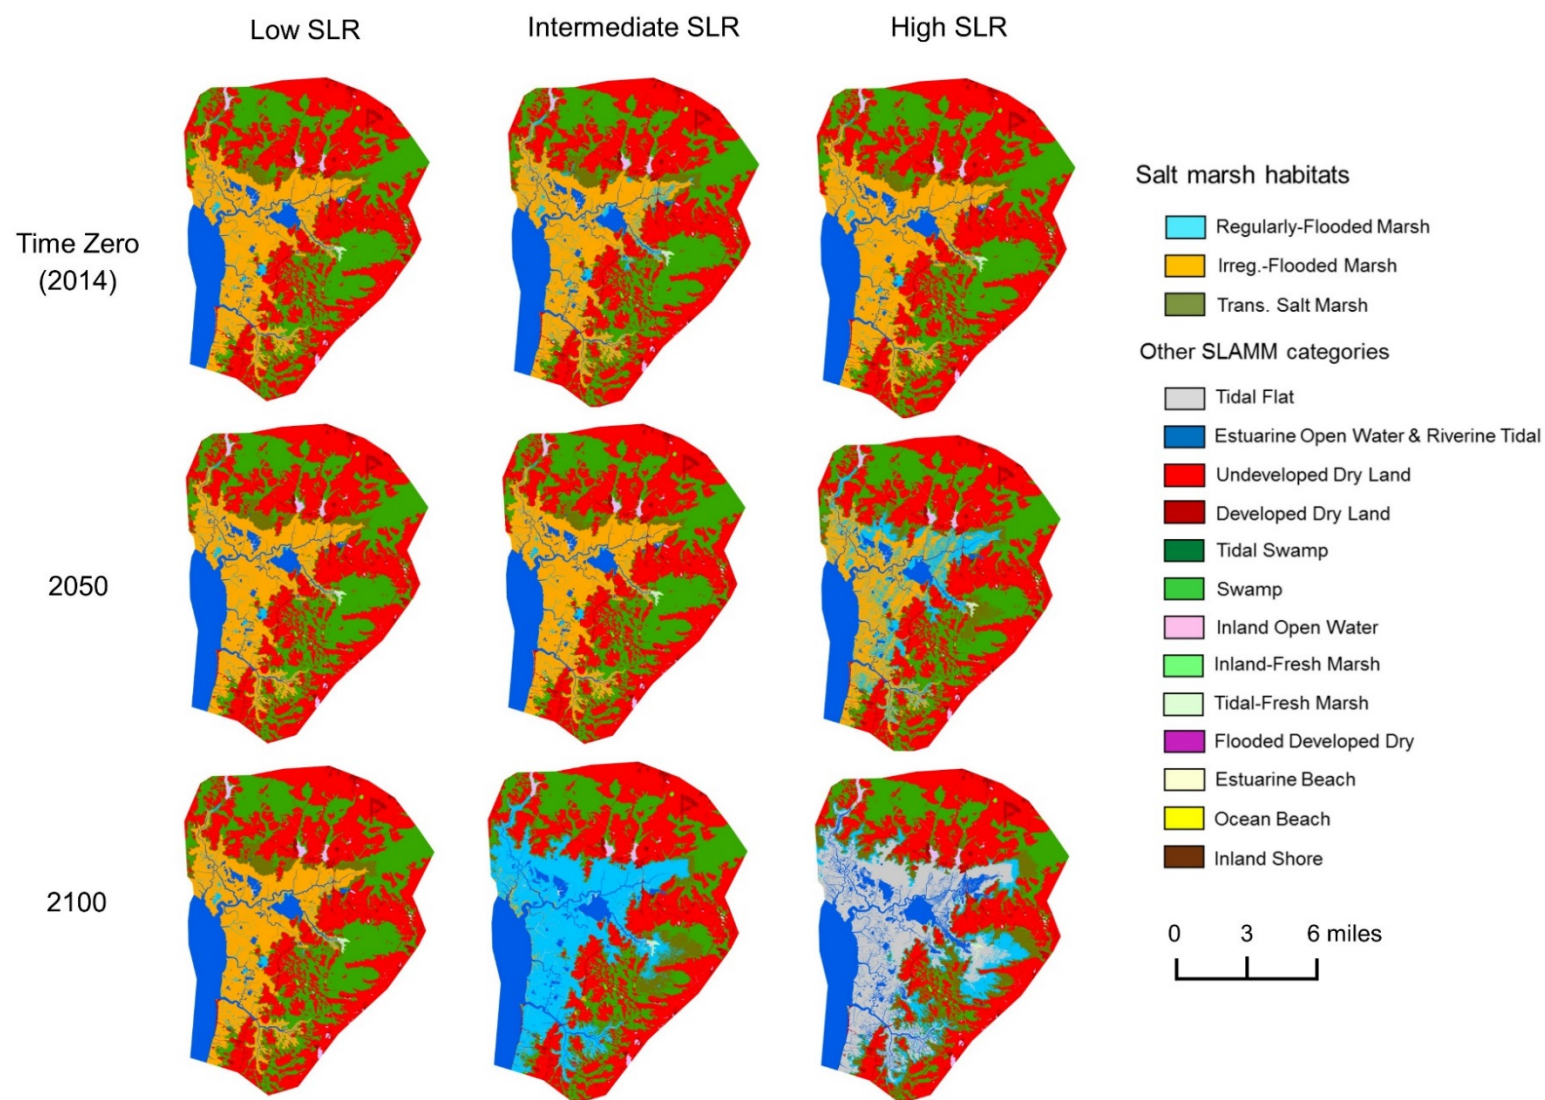 Low SLR
Intermediate SLR
High SLR
Time Zero
(2014)
2050
2100
Salt marsh habitats
Regularly-Flooded Marsh
Irreg.-Flooded Marsh
Trans. Salt Marsh
Other SLAMM categories
Tidal Flat
Estuarine Open Water & Riverine Tidal
Undeveloped Dry Land
Developed Dry Land
Tidal Swamp
Swamp
Inland Open Water
Inland-Fresh Marsh
Tidal-Fresh Marsh
Flooded Developed Dry
Estuarine Beach
Ocean Beach
Inland Shore
0 3 6 miles